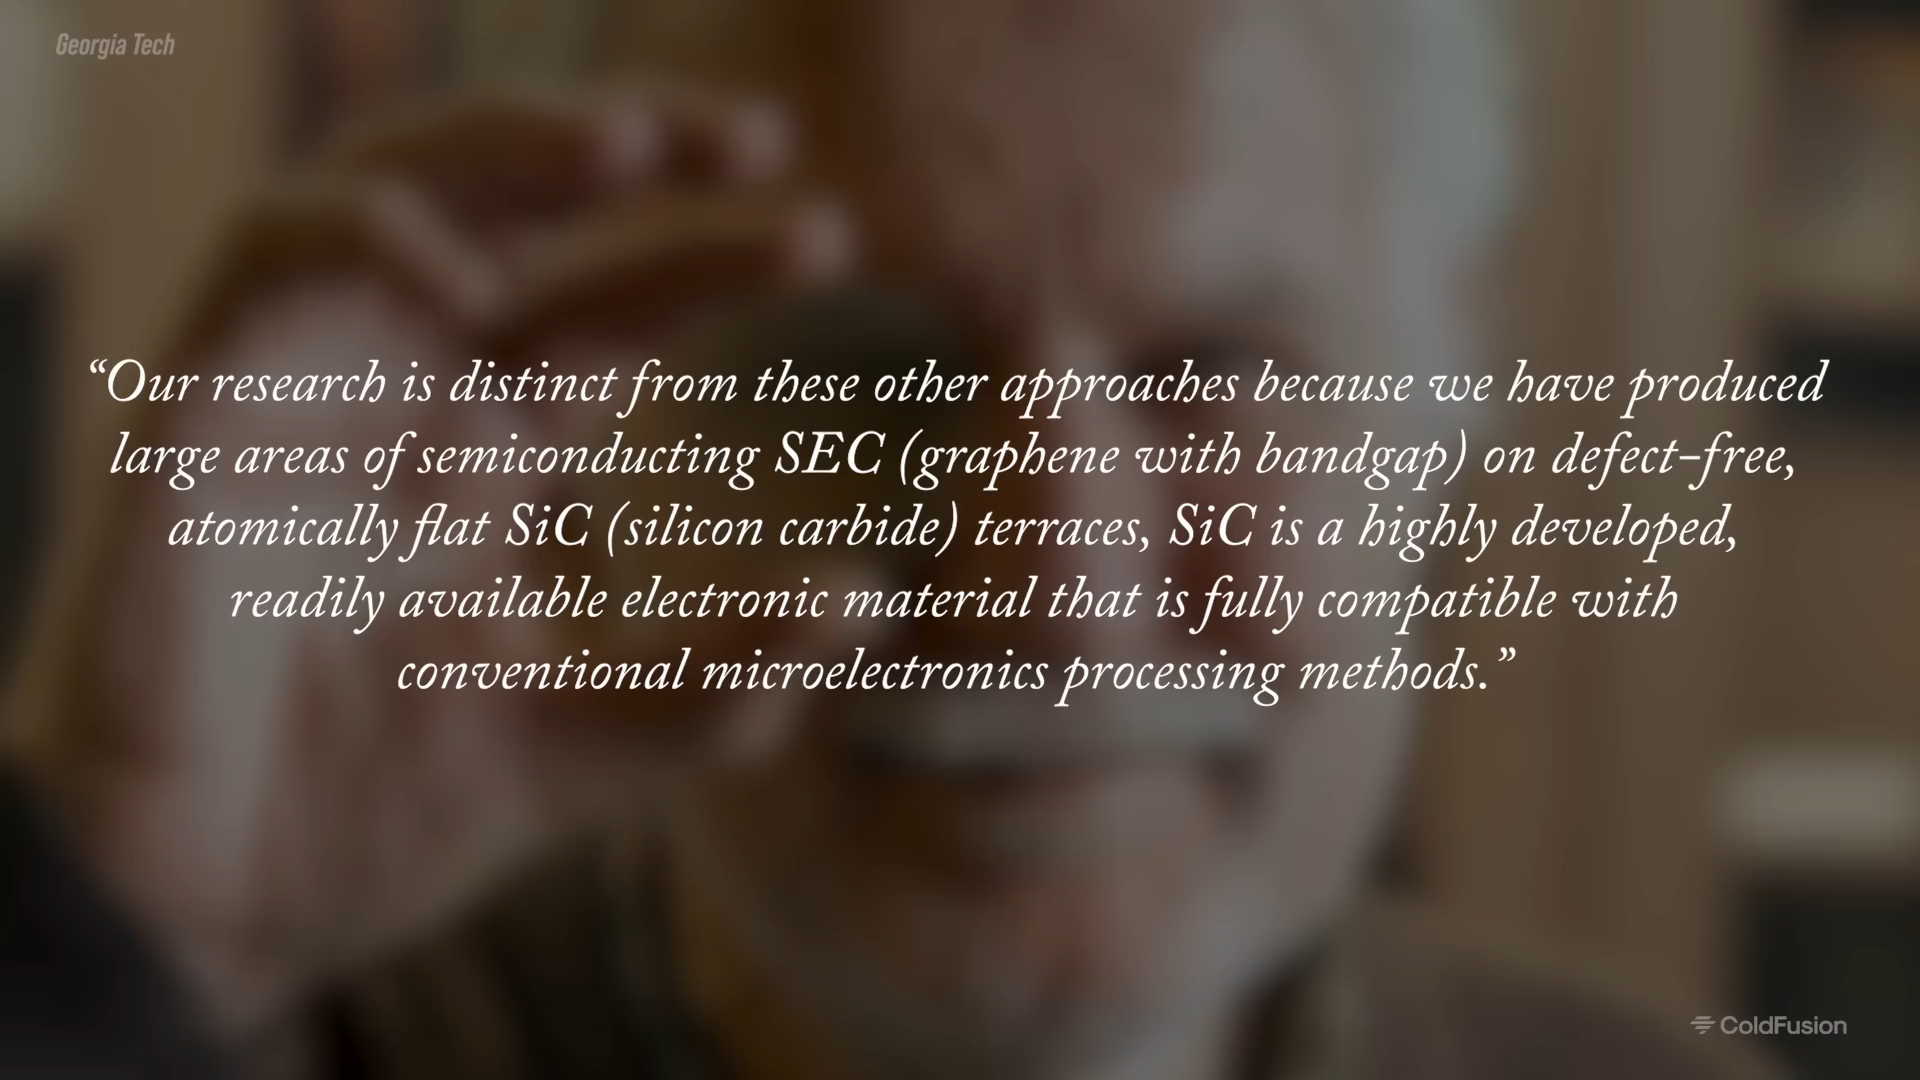 Georgia Tech
“Our research is distinct from these other approaches because we have produced
large areas of semiconducting SEC (graphene with bandgap) on defect-free,
atomically flat SiC (silicon carbide) terraces, SiC is a highly developed,
readily available electronic material that is fully compatible with
conventional microelectronics processing methods.”
ColdFusion